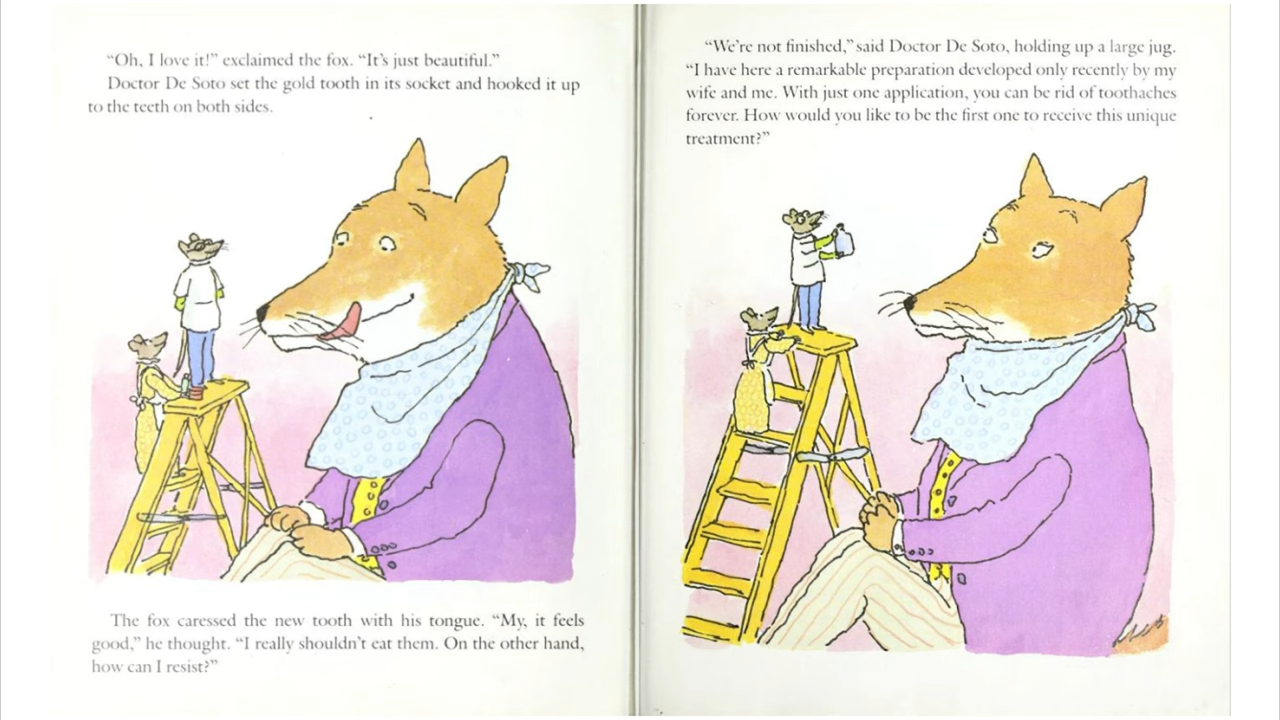 “Oh, I love it!” exclaimed the fox. “It’s just beautiful.”
Doctor De Soto set the gold tooth in its socket and hooked it up
to the teeth on both sides.
The fox caressed the new tooth with his tongue. “My, it feels
good,” he thought. “I really shouldn’t eat them. On the other hand,
how can I resist?”
“We’re not finished,” said Doctor De Soto, holding up a large jug.
“I have here a remarkable preparation developed only recently by my
wife and me. With just one application, you can be rid of toothaches
forever. How would you like to be the first one to receive this unique
treatment?”